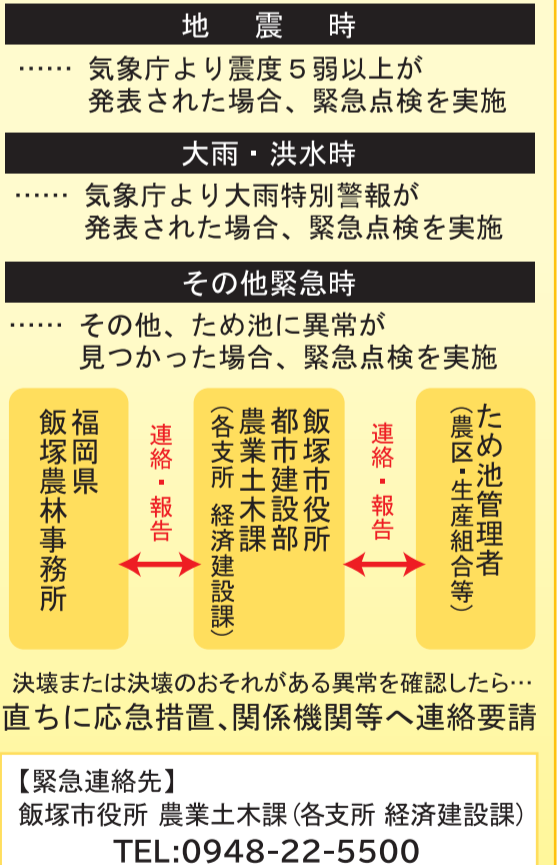 地　震　時
…… 気象庁より震度５弱以上が
発表された場合、緊急点検を実施
大雨・洪水時
…… 気象庁より大雨特別警報が
発表された場合、緊急点検を実施
その他緊急時
…… その他、ため池に異常が
見つかった場合、緊急点検を実施
福岡県
飯塚農林事務所
連絡・報告
飯塚市役所
都市建設部
農業土木課
（各支所 経済建設課）
連絡・報告
ため池管理者
（農区・生産組合等）
決壊または決壊のおそれがある異常を確認したら…
直ちに応急措置、関係機関等へ連絡要請
【緊急連絡先】
飯塚市役所 農業土木課（各支所 経済建設課）
TEL:0948-22-5500